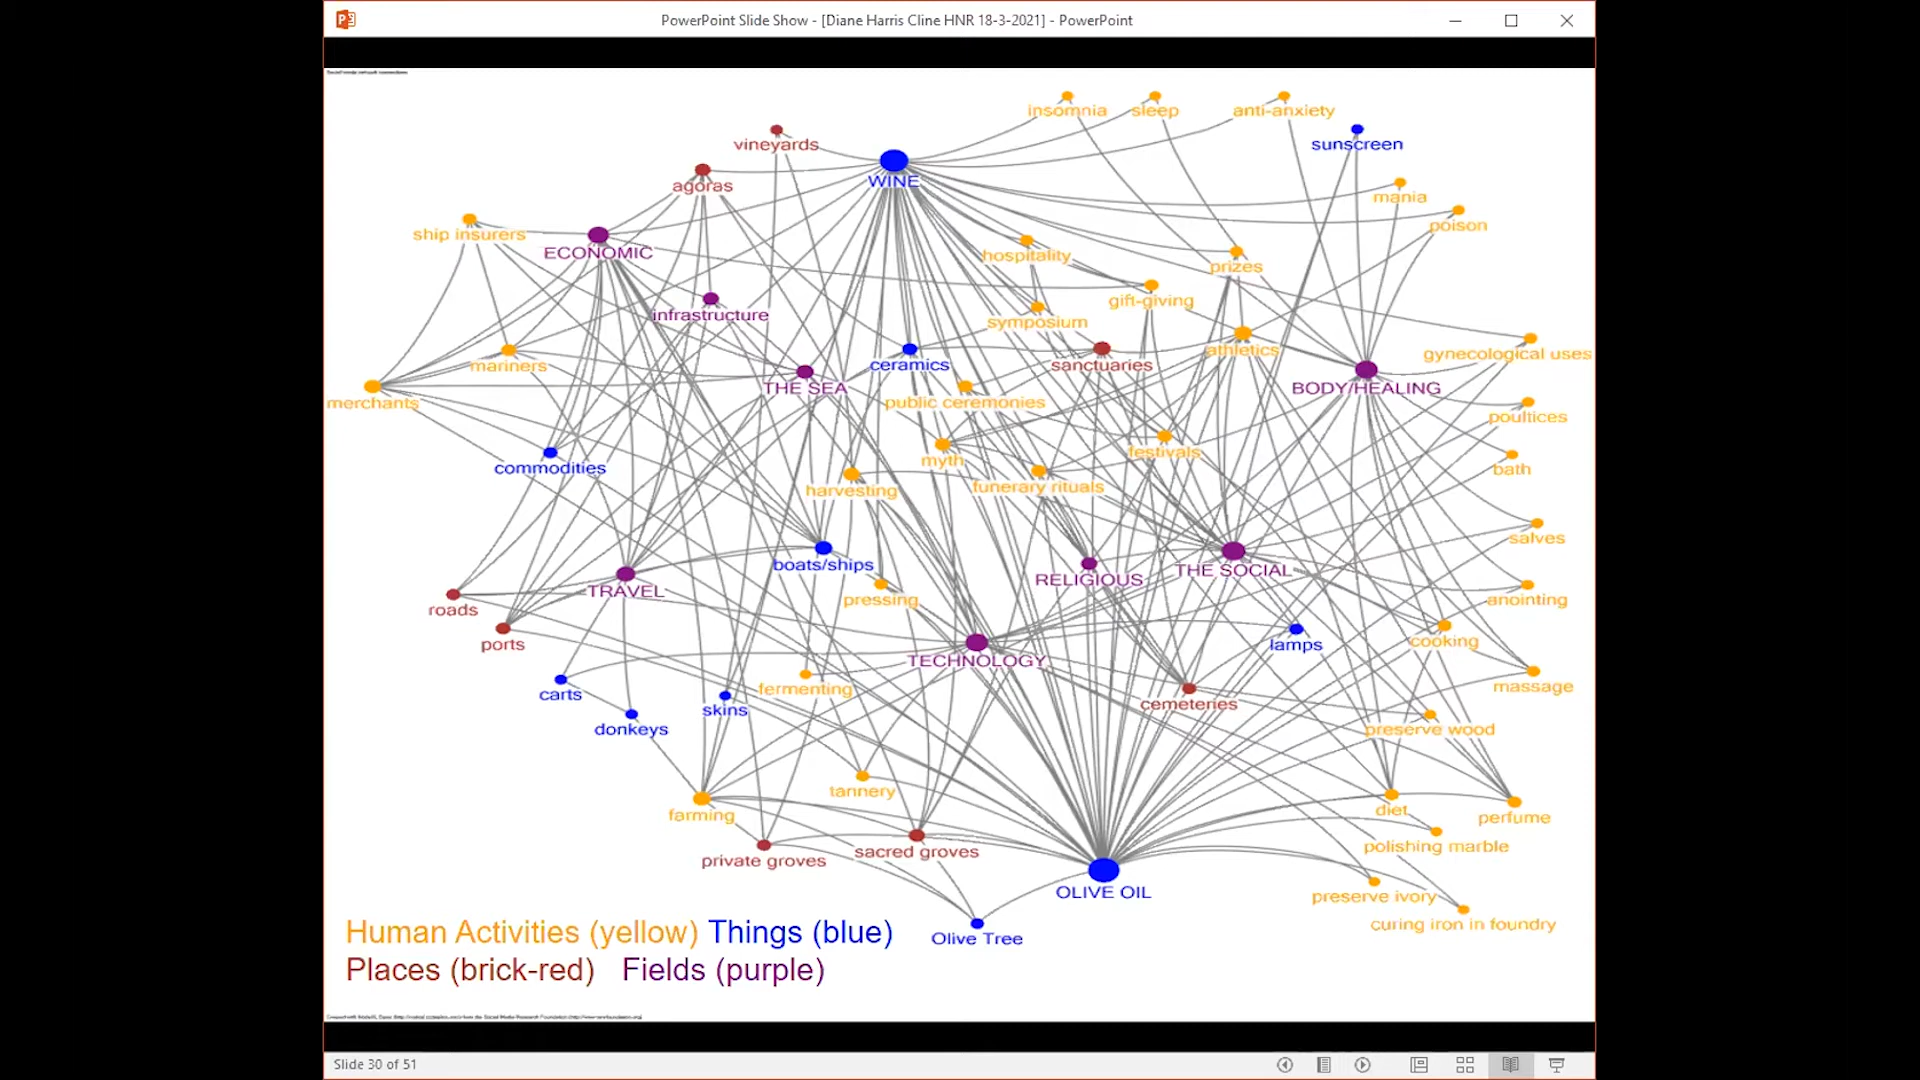 PowerPoint Slide Show - [Diane Harris Cline HNR 18-3-2021] - PowerPoint
insomnia
sleep
anti-anxiety
vineyards
sunscreen
WINE
agoras
mania
poison
ship insurers
ECONOMIC
hospitality
prizes
gift-giving
infrastructure
symposium
athletics
gynecological uses
mariners
ceramics
sanctuaries
THE SEA
BODY/HEALING
merchants
public ceremonies
poultices
commodities
myth
festivals
bath
harvesting
funerary rituals
salves
boats/ships
THE SOCIAL
RELIGIOUS
TRAVEL
pressing
anointing
roads
ports
lamps
cooking
TECHNOLOGY
carts
fermenting
massage
skins
cemeteries
donkeys
preserve wood
tannery
farming
diet
perfume
private groves
sacred groves
polishing marble
OLIVE OIL
preserve ivory
curing iron in foundry
Olive Tree
Human Activities (yellow) Things (blue)
Places (brick-red) Fields (purple)
Slide 30 of 51